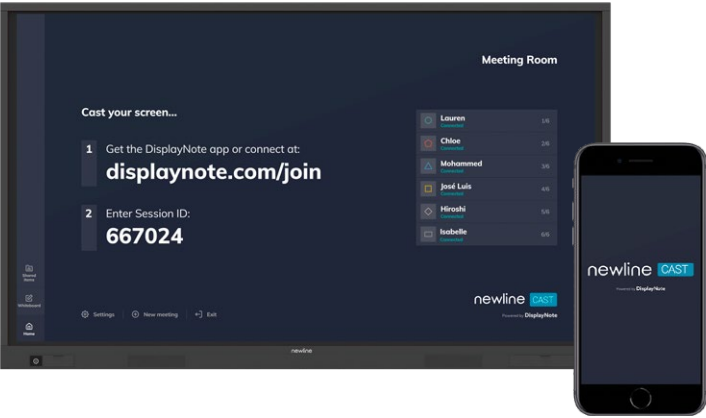 Meeting Room
Cast your screen...
1 Get the DisplayNote app or connect at:
displaynote.com/join
2 Enter Session ID:
667024
Lauren 1/6
Connected
Chloe 2/6
Connected
Mohammed 3/6
Connected
José Luis 4/6
Connected
Hiroshi 5/6
Connected
Isabelle 6/6
Connected
Shared
Items
Whiteboard
Home
Settings
New meeting
Exit
newline CAST
Powered by DisplayNote
newline
newline CAST
Powered by DisplayNote